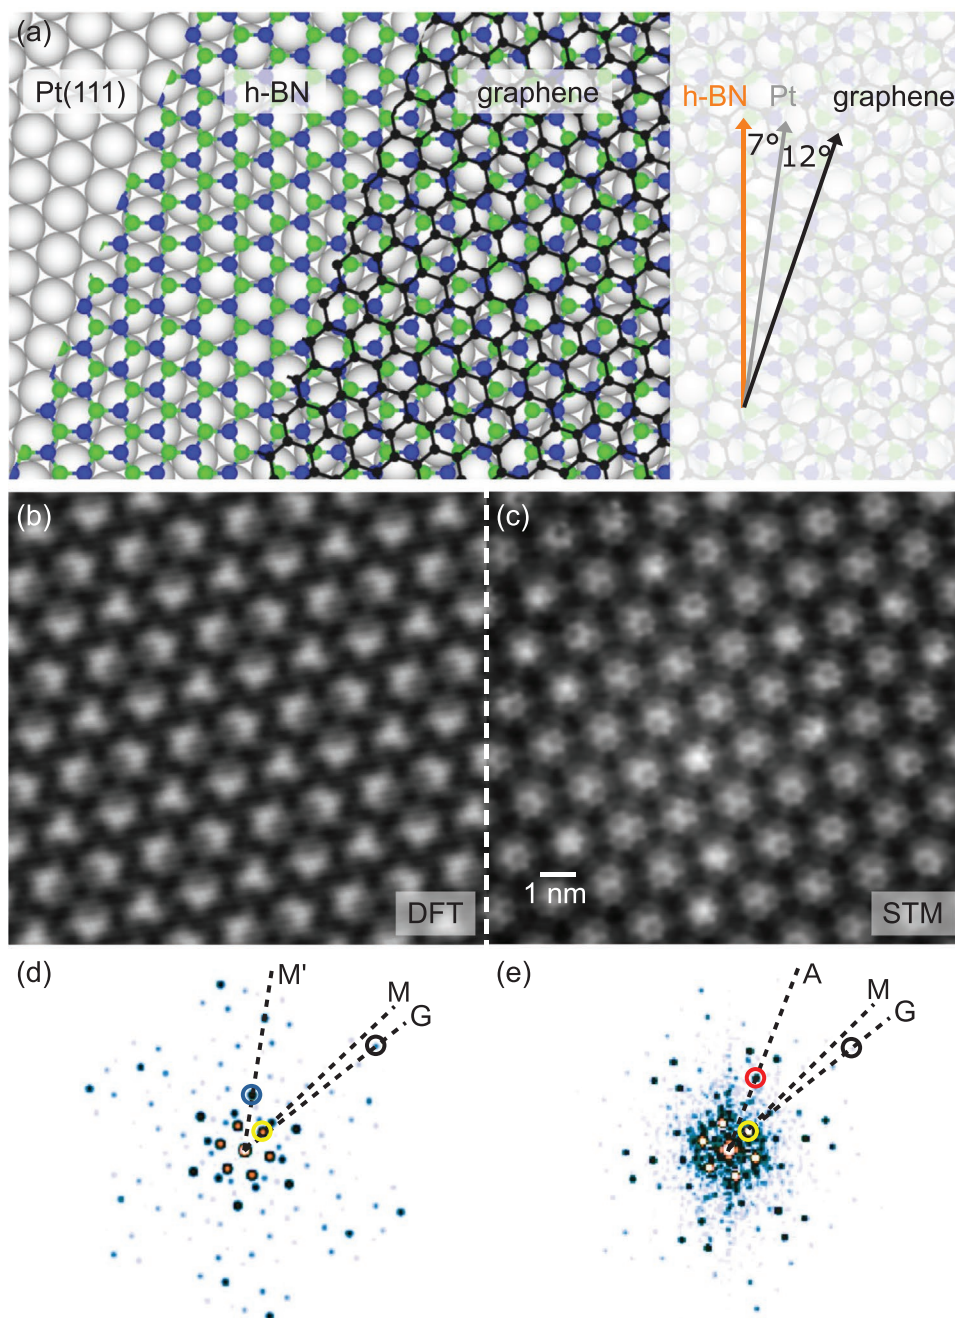 (a)
Pt(111) h-BN graphene h-BN Pt graphene
7° 12°
(b) (c)
1 nm
DFT STM
(d) M' M G (e) A M G